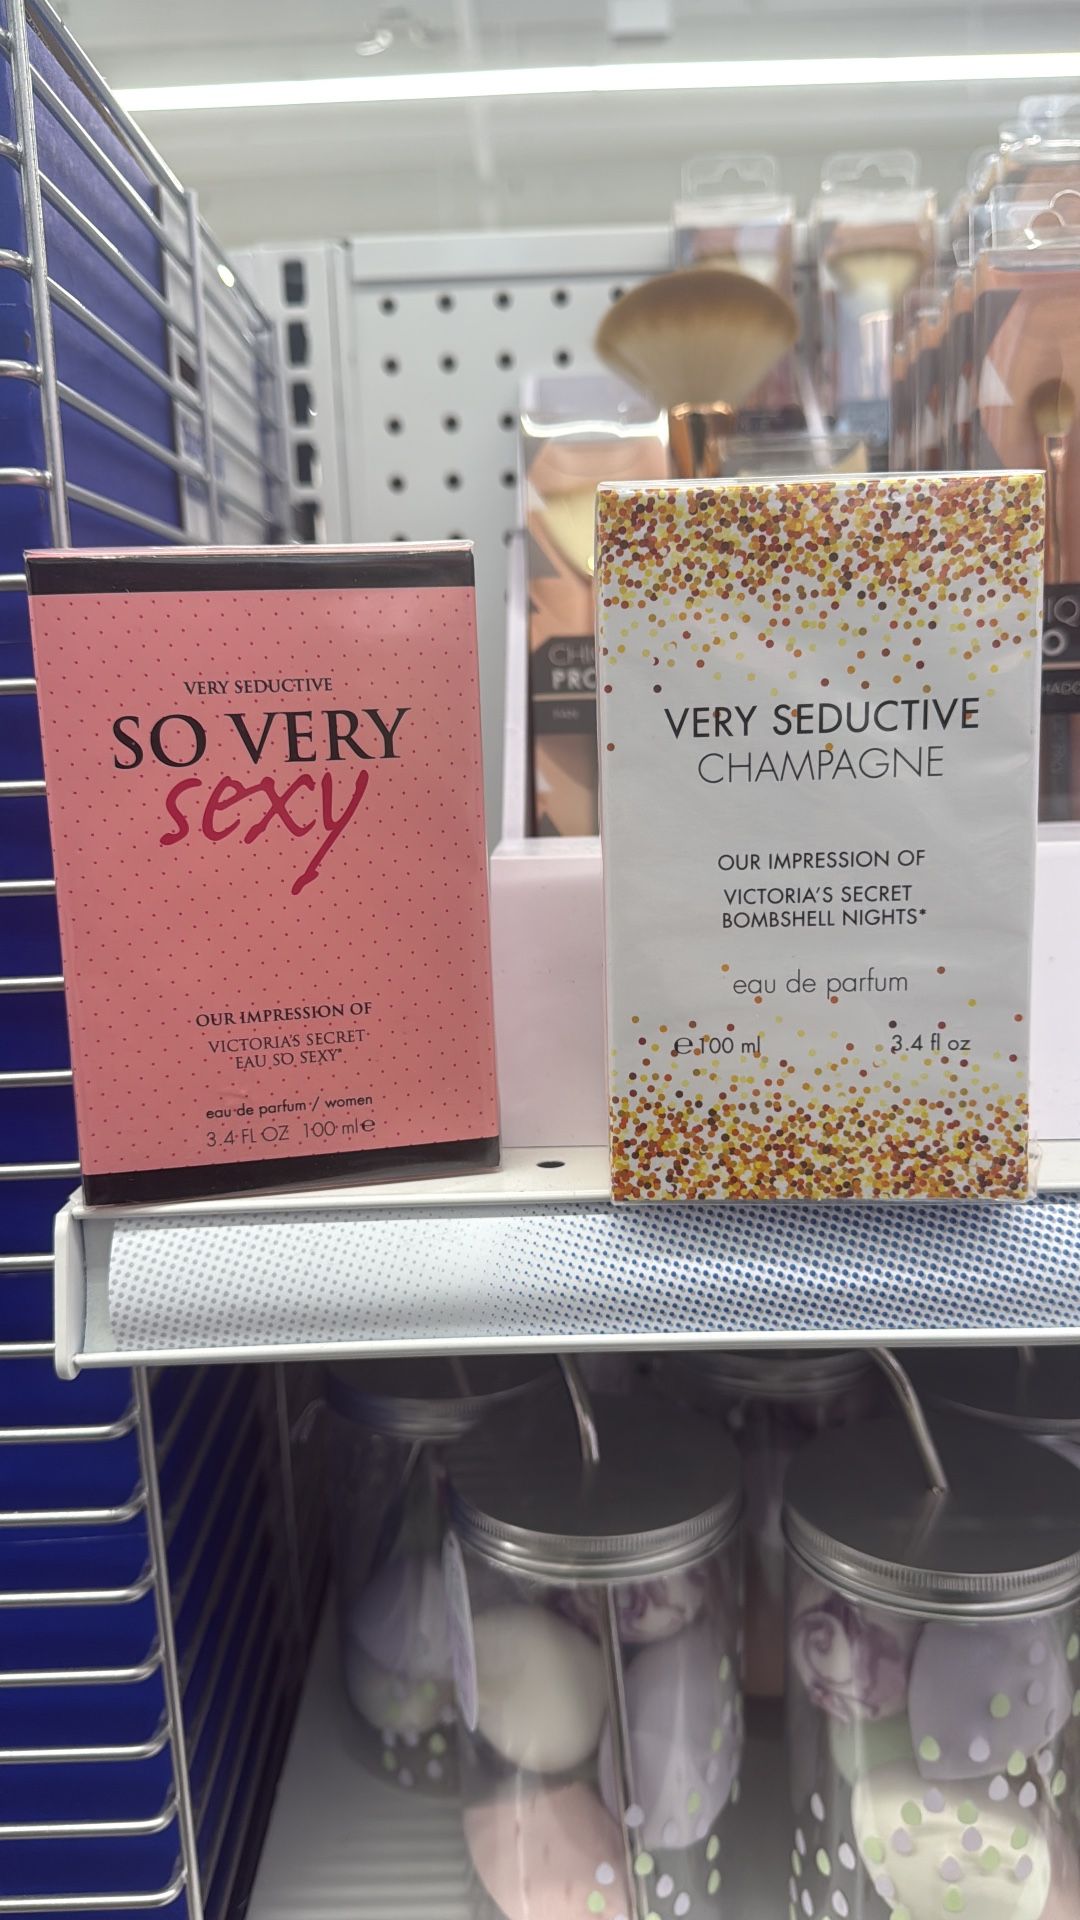 VERY SEDUCTIVE
SO VERY
sexy
OUR IMPRESSION OF
VICTORIA'S SECRET
EAU SO SEXY*
eau de parfum / women
3.4 FL OZ 100 ml e
VERY SEDUCTIVE
CHAMPAGNE
OUR IMPRESSION OF
VICTORIA'S SECRET
BOMBSHELL NIGHTS*
eau de parfum
e 100 ml 3.4 fl oz
PRO
FAN